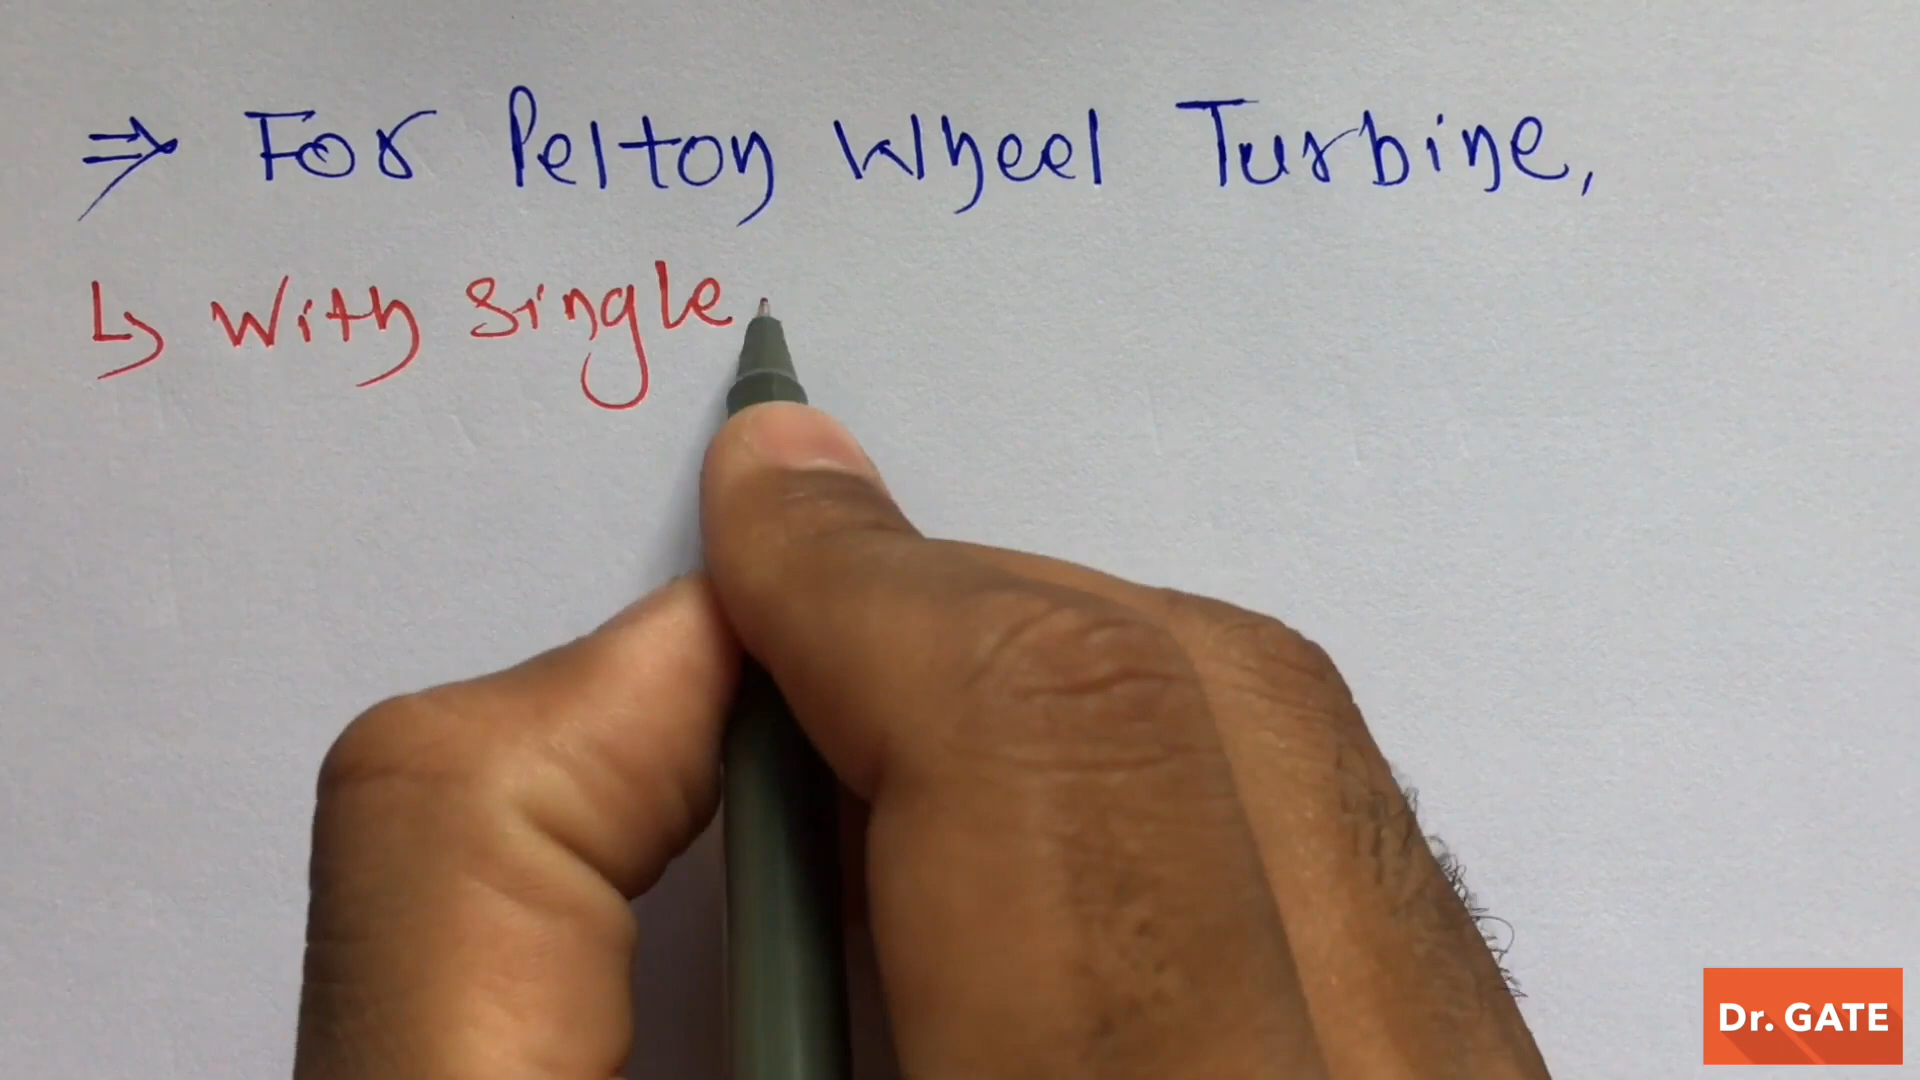 ⇒ For Pelton Wheel Turbine,
↳ With single
Dr. GATE